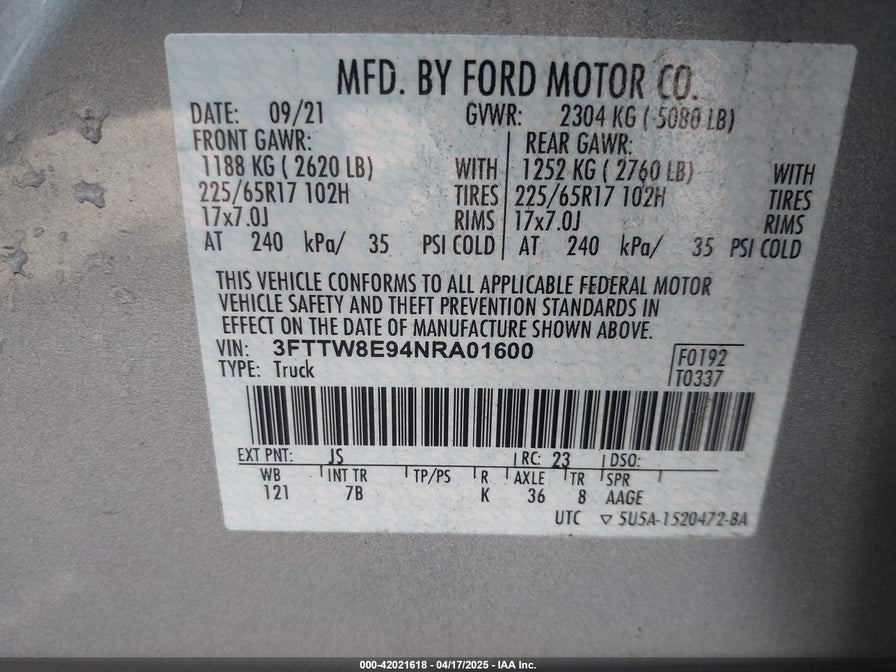 MFD. BY FORD MOTOR CO.
DATE: 09/21 GVWR: 2304 KG ( 5080 LB)
FRONT GAWR: REAR GAWR:
1188 KG ( 2620 LB) WITH 1252 KG ( 2760 LB) WITH
225/65R17 102H TIRES 225/65R17 102H TIRES
17x7.0J RIMS 17x7.0J RIMS
AT 240 kPa/ 35 PSI COLD AT 240 kPa/ 35 PSI COLD
THIS VEHICLE CONFORMS TO ALL APPLICABLE FEDERAL MOTOR
VEHICLE SAFETY AND THEFT PREVENTION STANDARDS IN
EFFECT ON THE DATE OF MANUFACTURE SHOWN ABOVE.
VIN: 3FTTW8E94NRA01600 F0192
TYPE: Truck T0337
EXT PNT: JS RC: 23 DSO:
WB INT TR TP/PS R AXLE TR SPR
121 7B K 36 8 AAGE
UTC ▽ 5U5A-1520472-BA
000-42021618 - 04/17/2025 - IAA Inc.